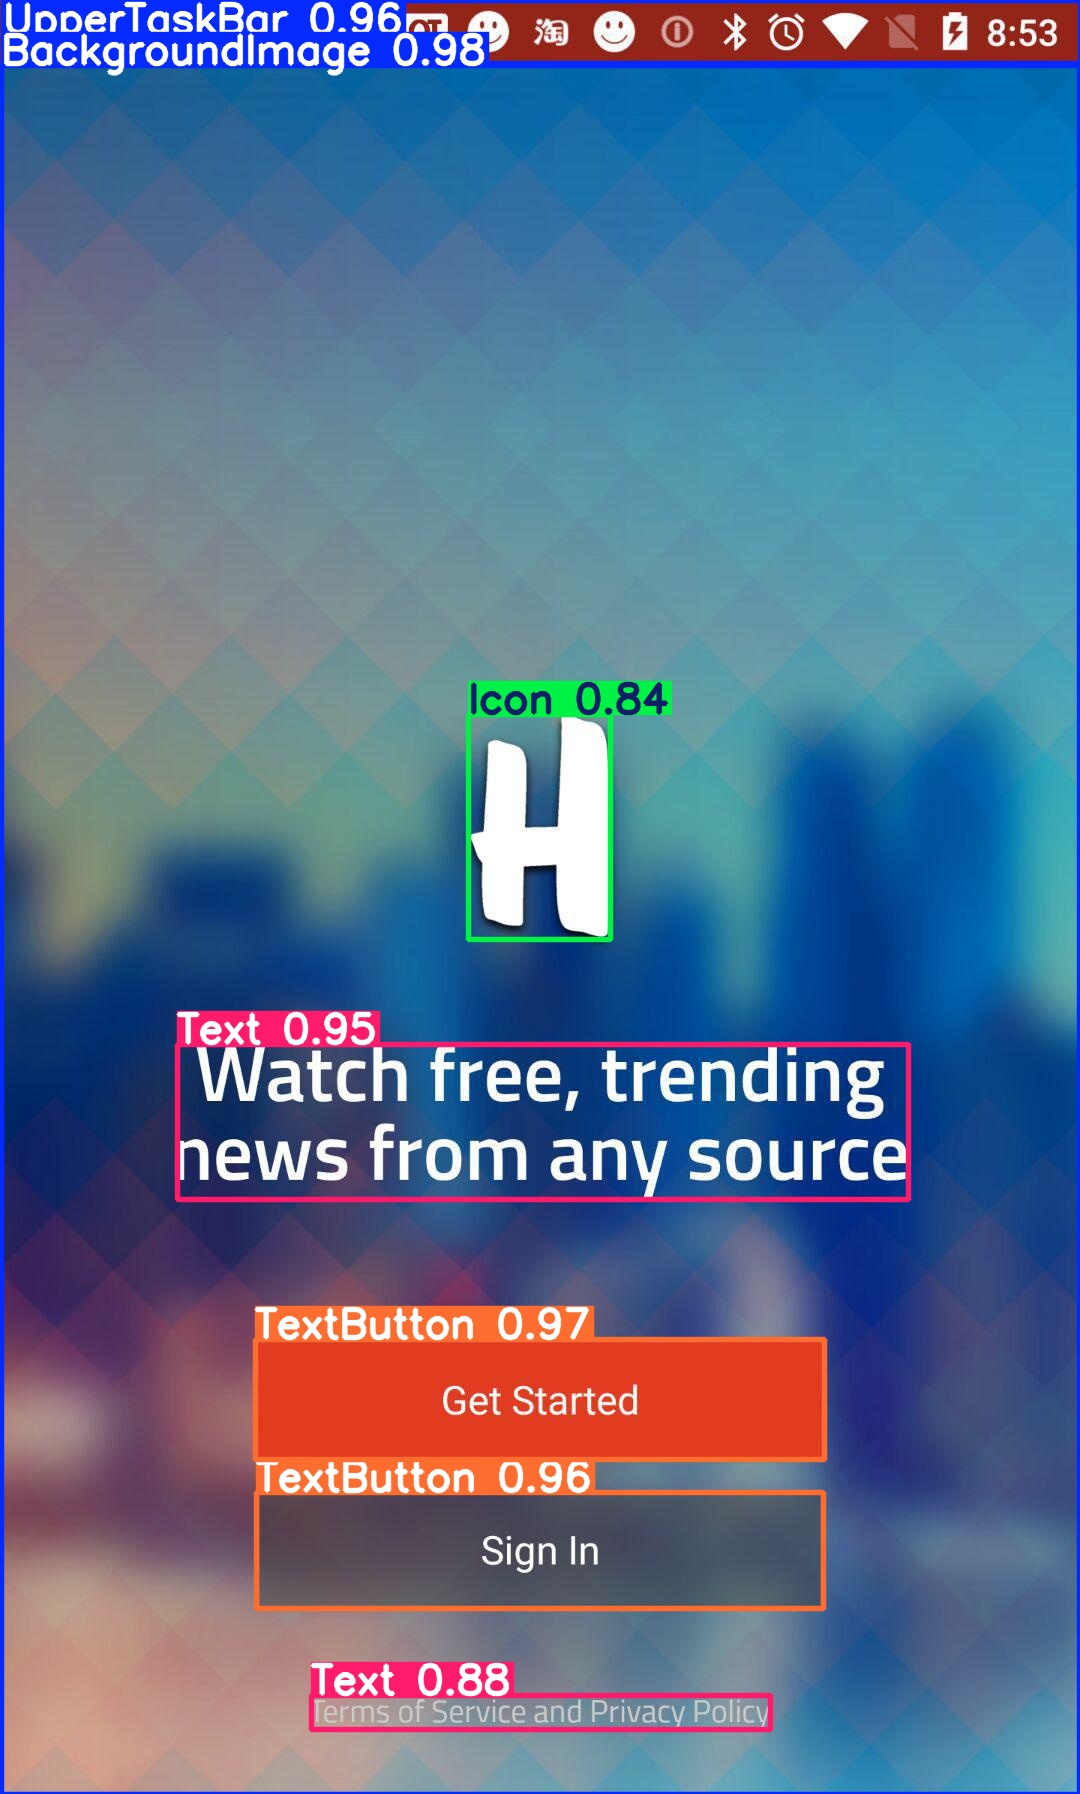 UpperTaskBar 0.96
淘 8:53
BackgroundImage 0.98
Icon 0.84
H
Text 0.95
Watch free, trending
news from any source
TextButton 0.97
Get Started
TextButton 0.96
Sign In
Text 0.88
Terms of Service and Privacy Policy